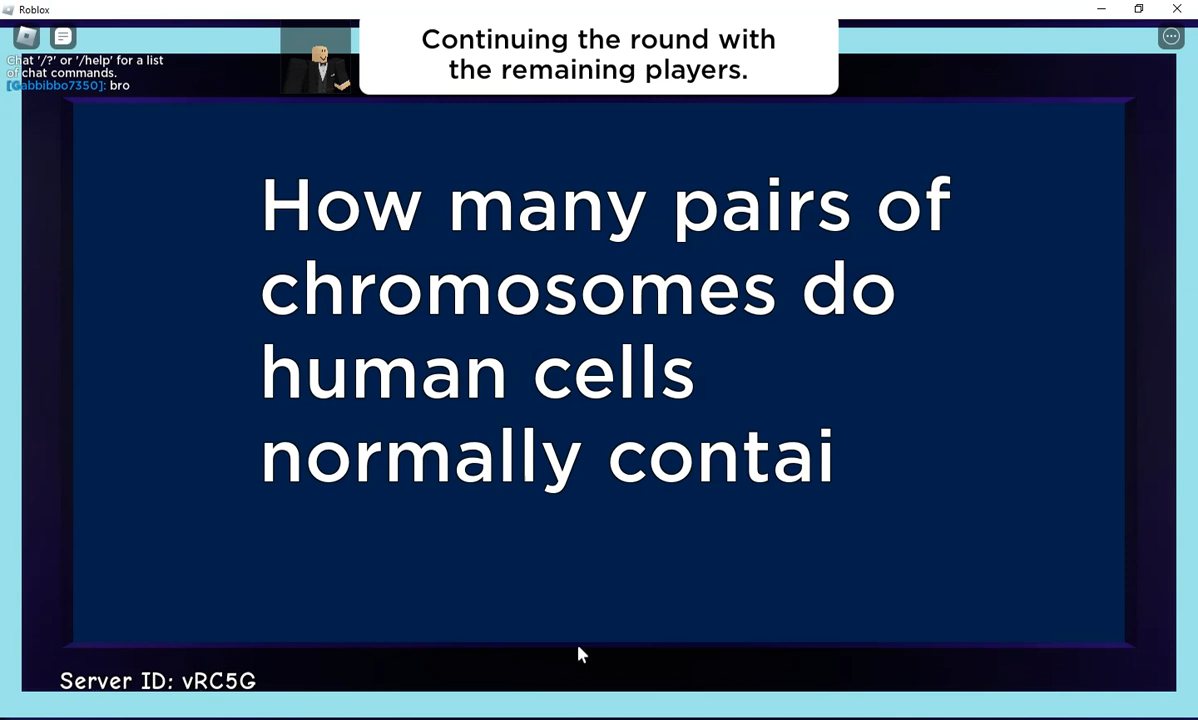 Roblox
Continuing the round with
the remaining players.
Chat '/?' or '/help' for a list
of chat commands.
[Gabbibbo7350]: bro
How many pairs of
chromosomes do
human cells
normally contai
Server ID: vRC5G